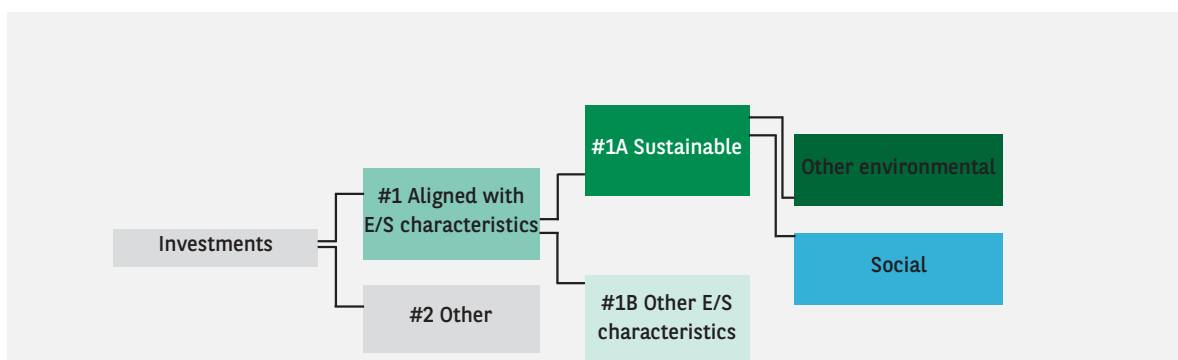 #1A Sustainable
Other environmental
#1 Aligned with
E/S characteristics
Investments
Social
#2 Other
#1B Other E/S
characteristics